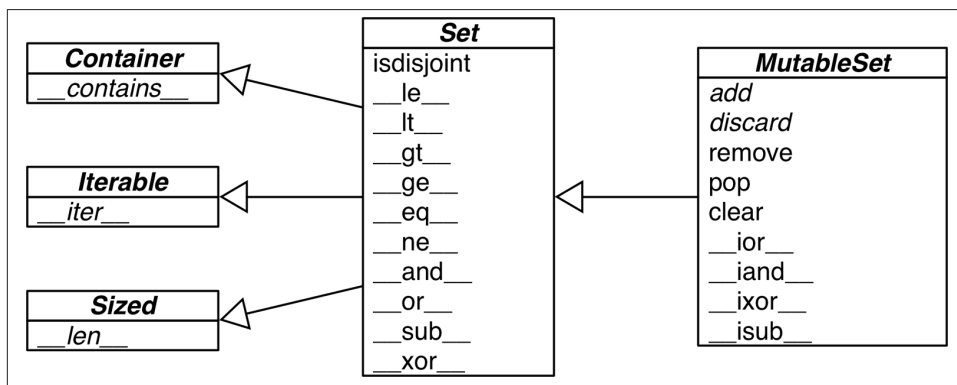 Container
__contains__
Iterable
__iter__
Sized
__len__
Set
isdisjoint
__le__
__lt__
__gt__
__ge__
__eq__
__ne__
__and__
__or__
__sub__
__xor__
MutableSet
add
discard
remove
pop
clear
__ior__
__iand__
__ixor__
__isub__